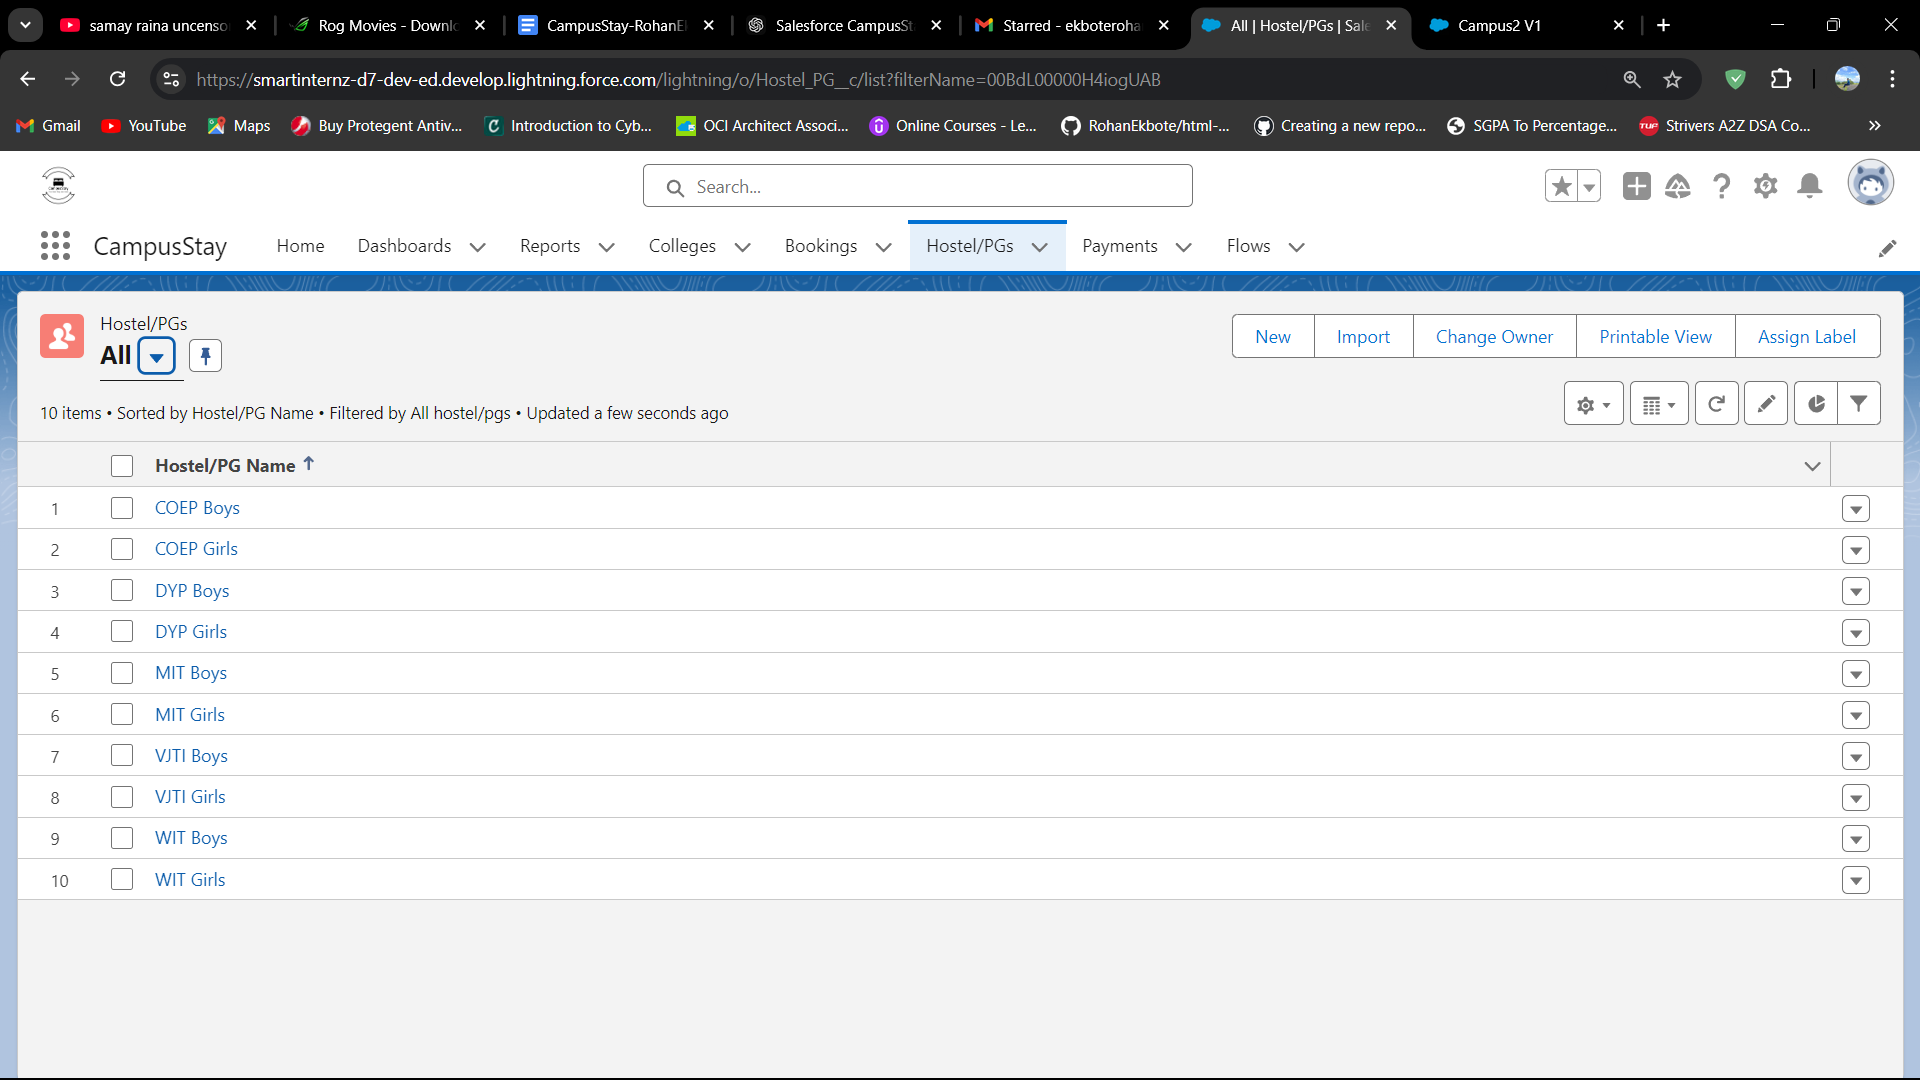 samay raina uncenso
Rog Movies - Downlo
CampusStay-RohanEk
Salesforce CampusSt
Starred - ekboteroha
All | Hostel/PGs | Sale
Campus2 V1
https://smartinternz-d7-dev-ed.develop.lightning.force.com/lightning/o/Hostel_PG__c/list?filterName=00BdL00000H4iogUAB
Gmail YouTube Maps Buy Protegent Antiv... Introduction to Cyb... OCI Architect Associ... Online Courses - Le... RohanEkbote/html-... Creating a new repo... SGPA To Percentage... Strivers A2Z DSA Co...
Search...
CampusStay Home Dashboards Reports Colleges Bookings Hostel/PGs Payments Flows
Hostel/PGs
All
New Import Change Owner Printable View Assign Label
10 items • Sorted by Hostel/PG Name • Filtered by All hostel/pgs • Updated a few seconds ago
Hostel/PG Name
1 COEP Boys
2 COEP Girls
3 DYP Boys
4 DYP Girls
5 MIT Boys
6 MIT Girls
7 VJTI Boys
8 VJTI Girls
9 WIT Boys
10 WIT Girls